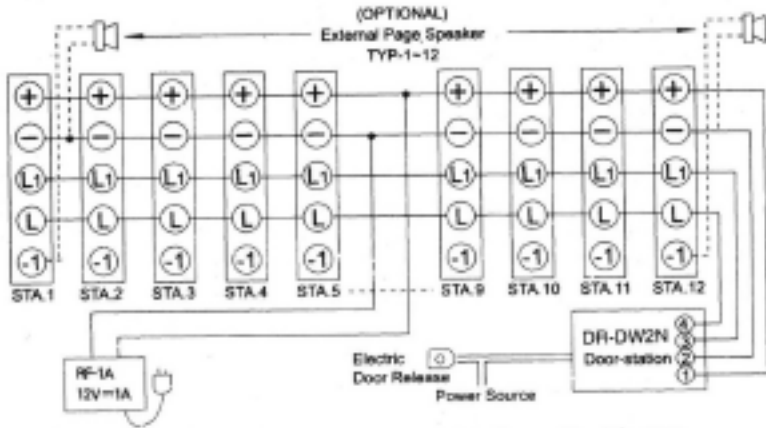 (OPTIONAL)
External Page Speaker
TYP-1~12
+ + + + + + + + +
− − − − − − − − −
L1 L1 L1 L1 L1 L1 L1 L1 L1
L L L L L L L L L
-1 -1 -1 -1 -1 -1 -1 -1 -1
STA.1 STA.2 STA.3 STA.4 STA.5 STA.9 STA.10 STA.11 STA.12
RF-1A
12V⎓1A
Electric
Door Release
Power Source
DR-DW2N
Door-station
4
3
2
1